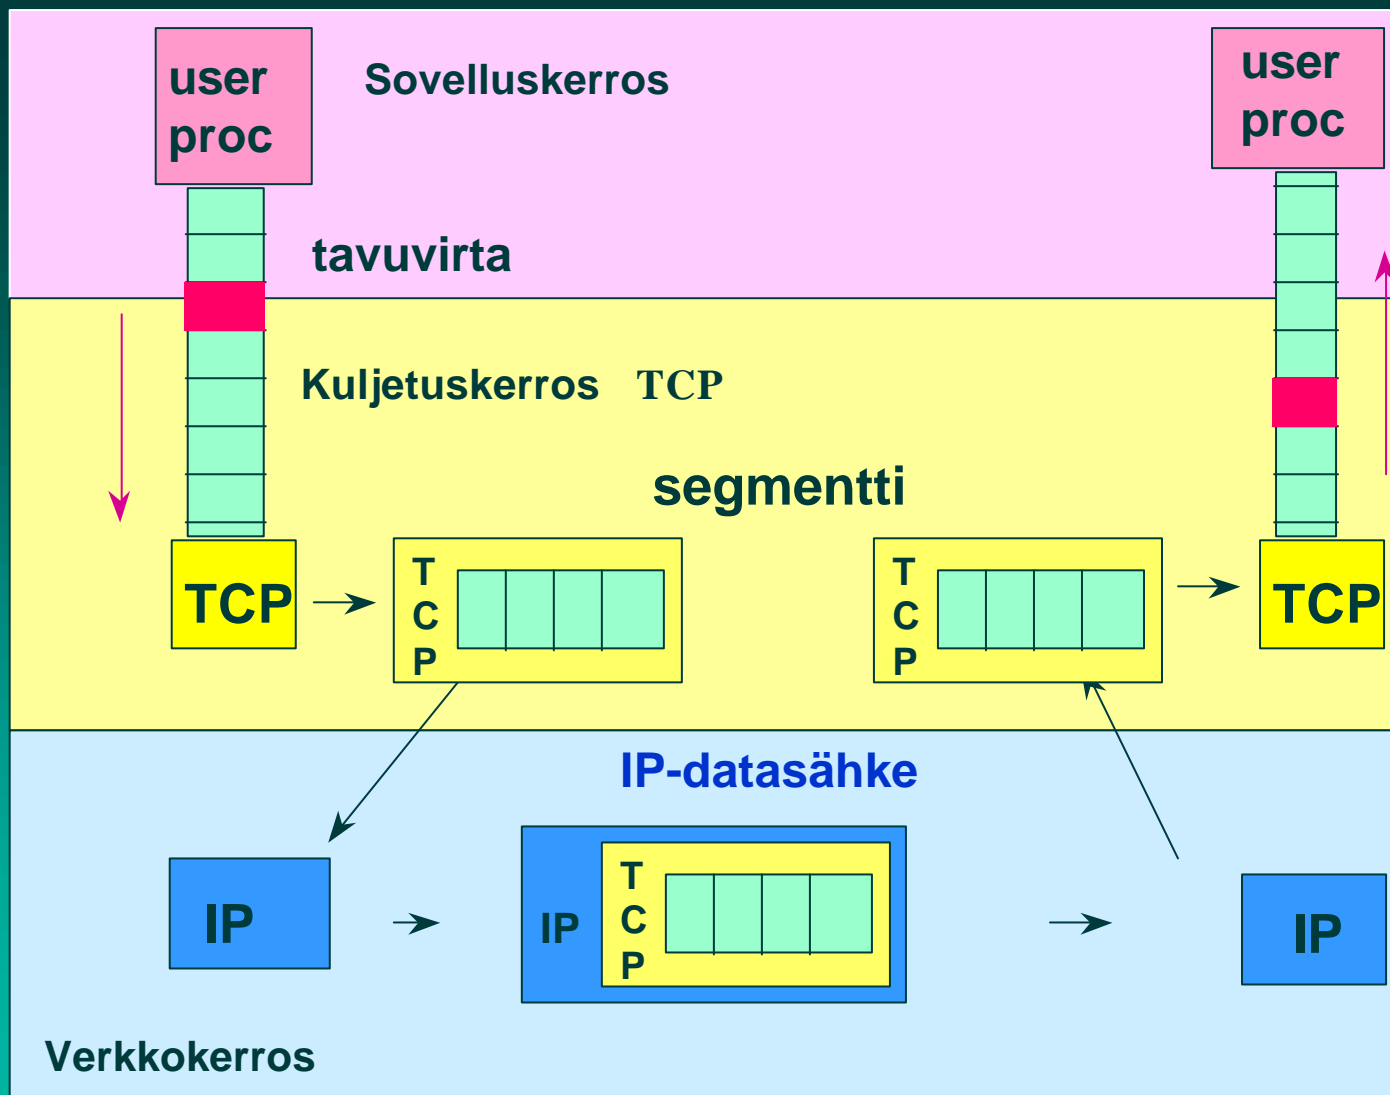 user
proc
Sovelluskerros
user
proc
tavuvirta
Kuljetuskerros TCP
segmentti
TCP
T
C
P
T
C
P
TCP
IP-datasähke
IP
IP
T
C
P
IP
Verkkokerros